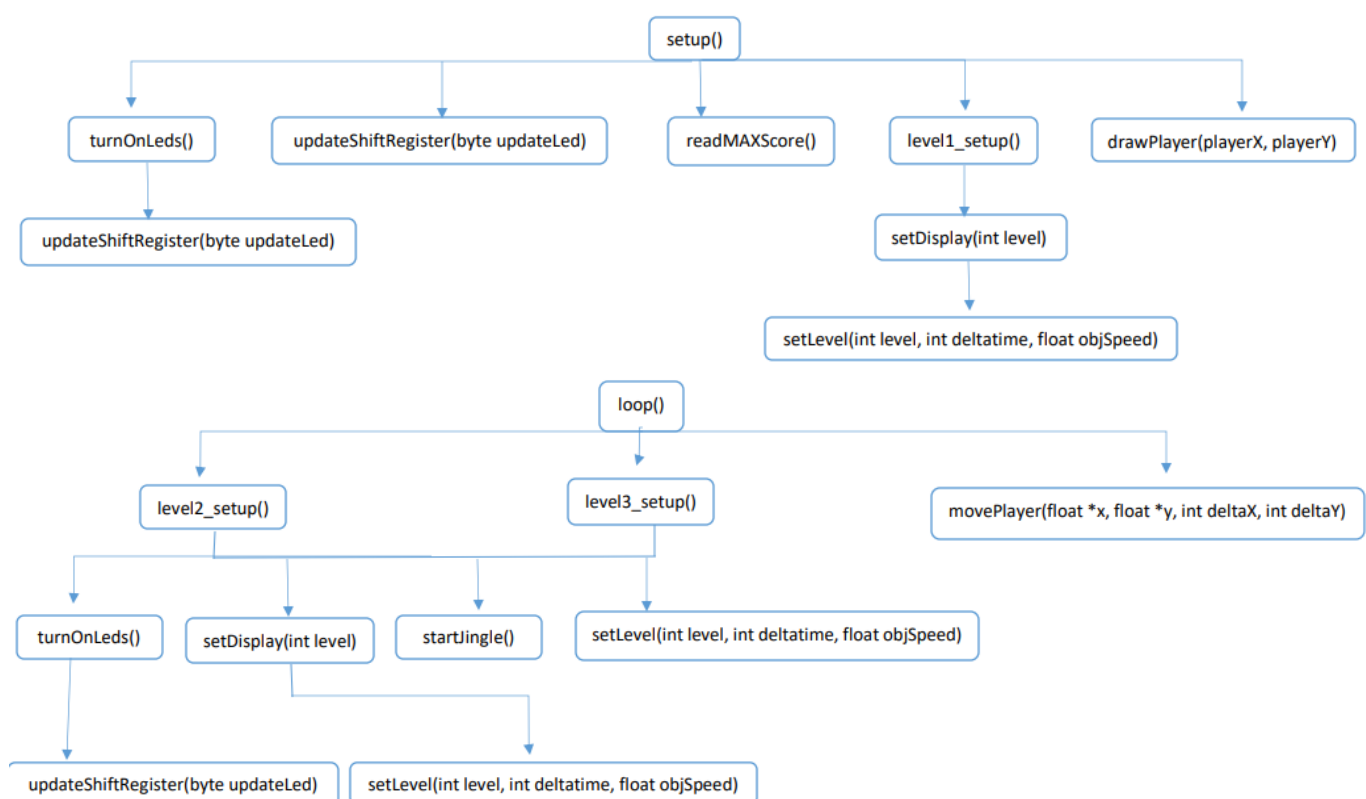 setup()
turnOnLeds()
updateShiftRegister(byte updateLed)
readMAXScore()
level1_setup()
drawPlayer(playerX, playerY)
updateShiftRegister(byte updateLed)
setDisplay(int level)
setLevel(int level, int deltatime, float objSpeed)
loop()
level2_setup()
level3_setup()
movePlayer(float *x, float *y, int deltaX, int deltaY)
turnOnLeds()
setDisplay(int level)
startJingle()
setLevel(int level, int deltatime, float objSpeed)
updateShiftRegister(byte updateLed)
setLevel(int level, int deltatime, float objSpeed)